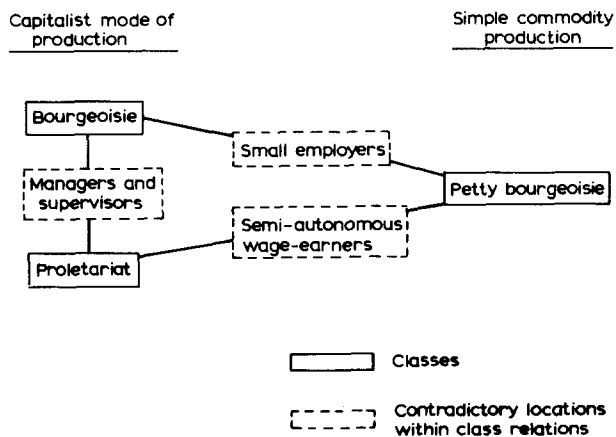 Capitalist mode of
production
Simple commodity
production
Bourgeoisie
Small employers
Managers and
supervisors
Petty bourgeoisie
Semi-autonomous
wage-earners
Proletariat
Classes
Contradictory locations
within class relations